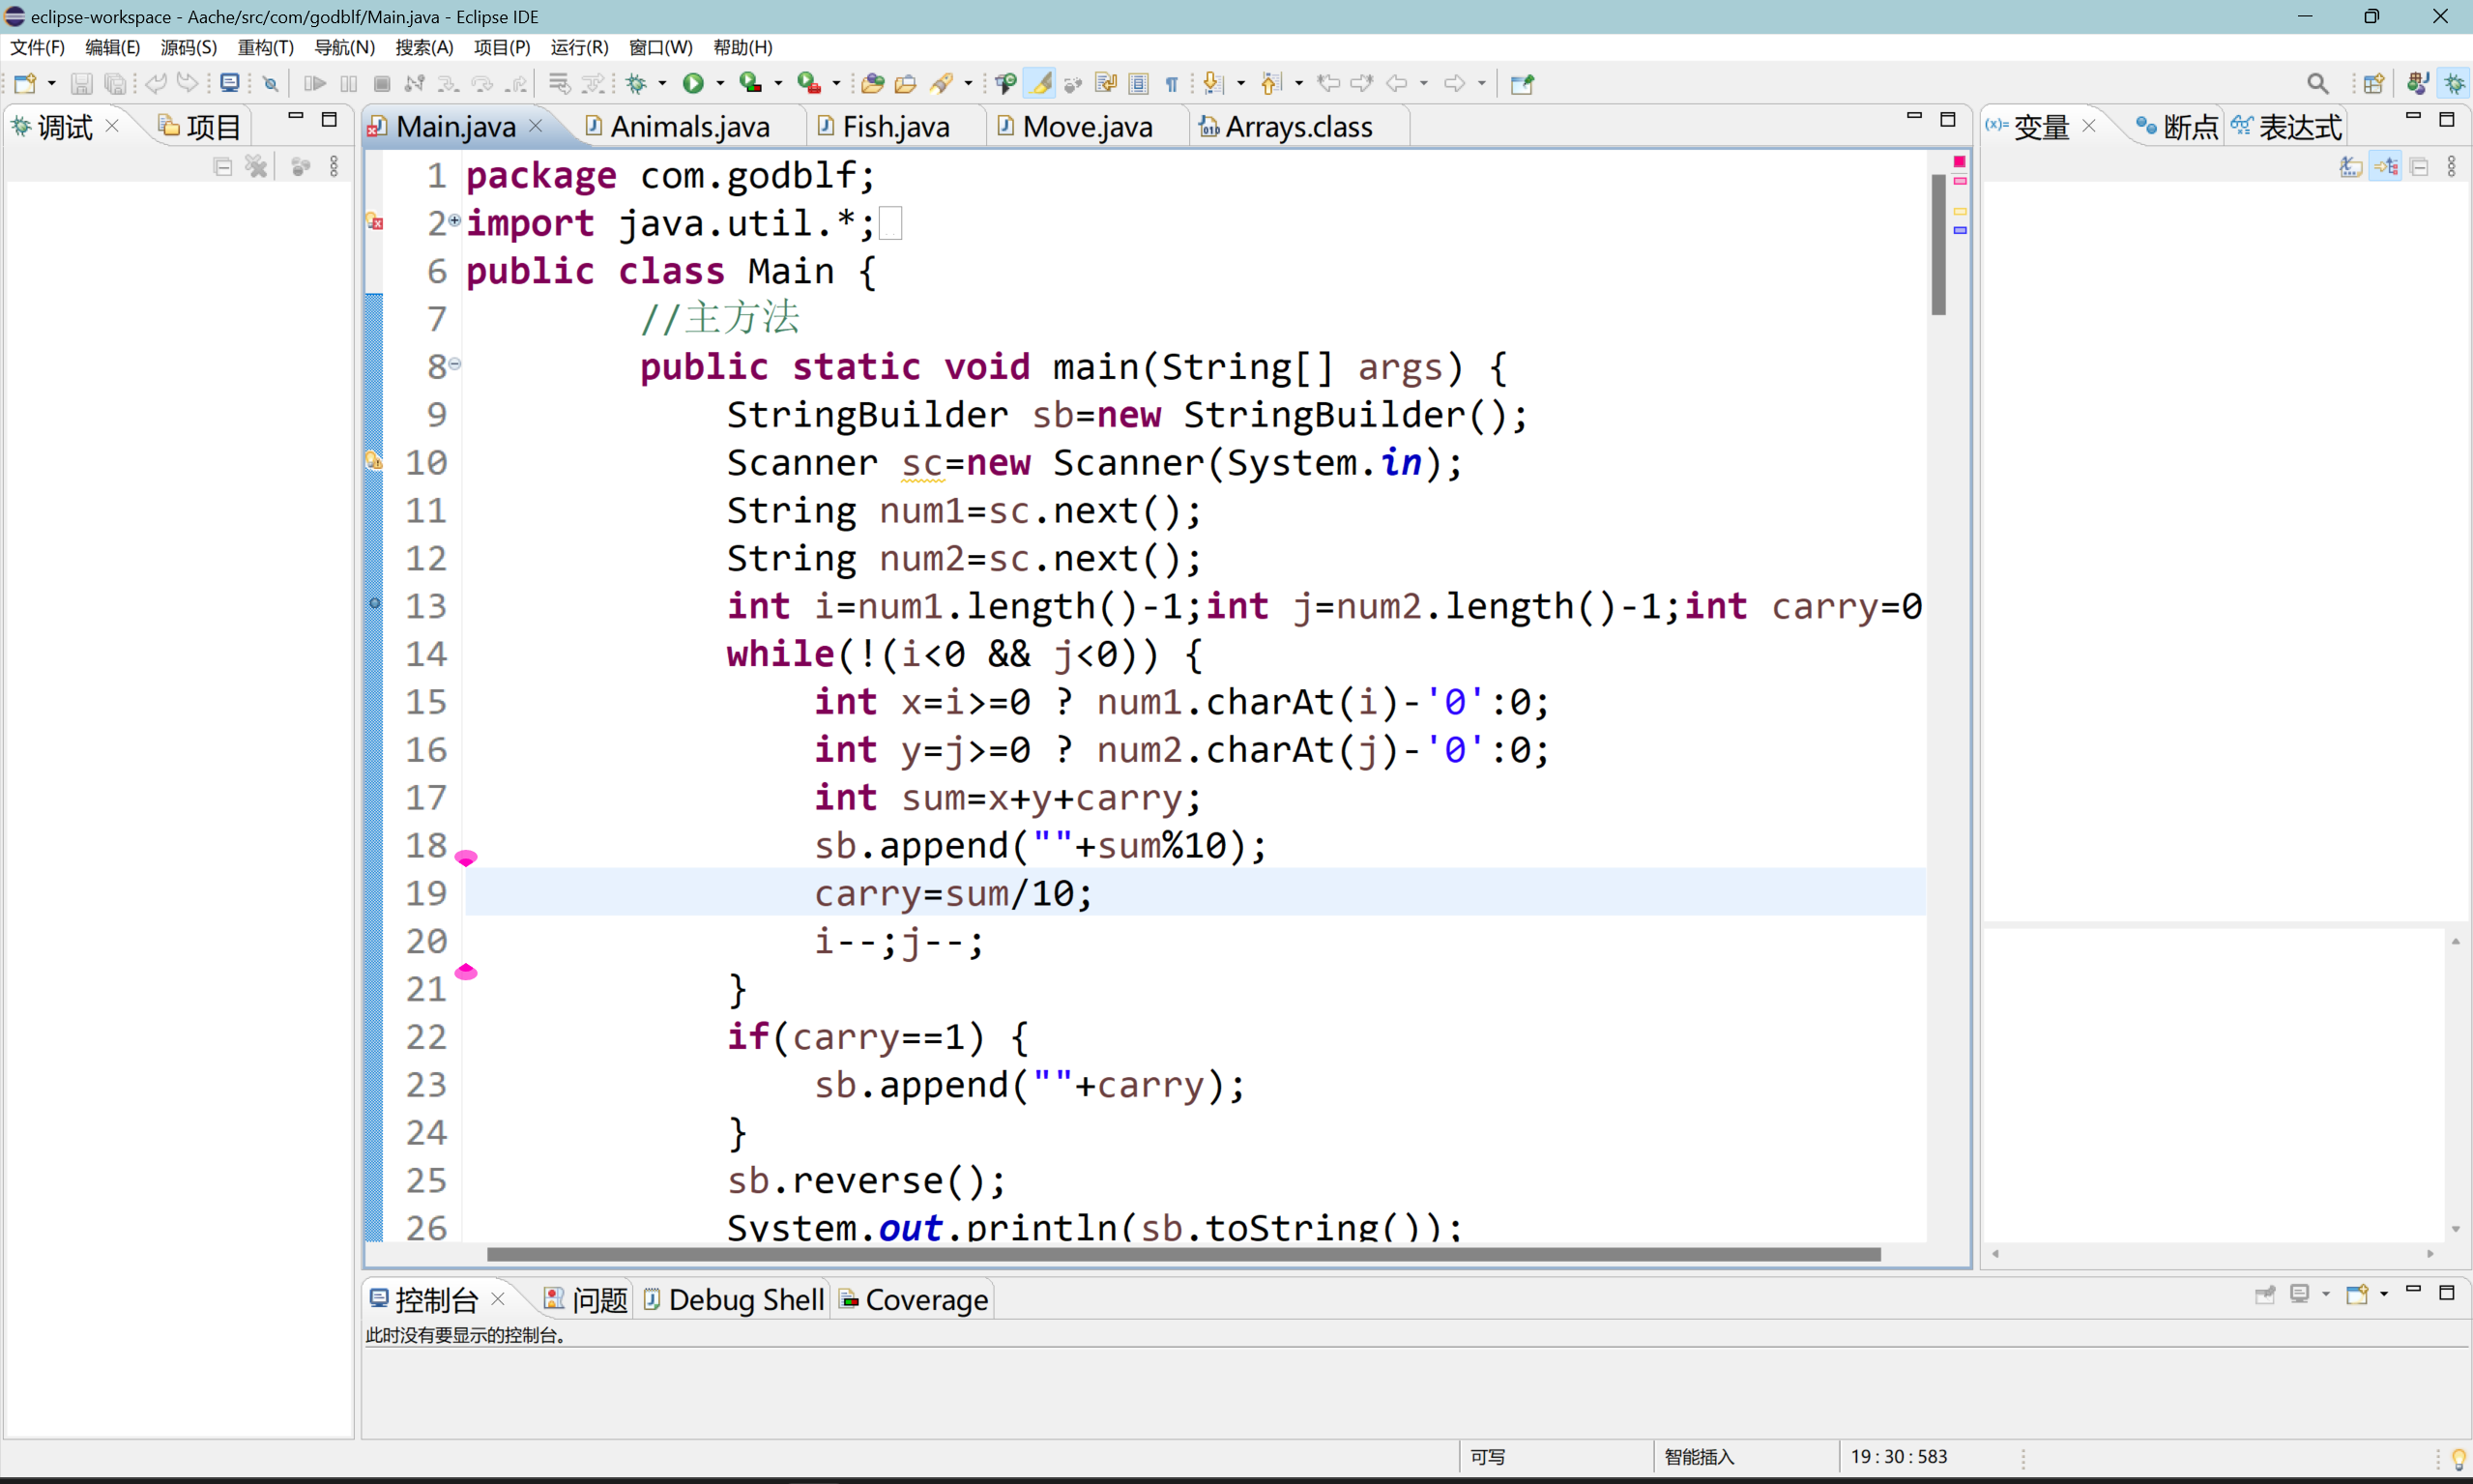 eclipse-workspace - Aache/src/com/godblf/Main.java - Eclipse IDE
文件(F) 编辑(E) 源码(S) 重构(T) 导航(N) 搜索(A) 项目(P) 运行(R) 窗口(W) 帮助(H)
调试 项目
Main.java Animals.java Fish.java Move.java Arrays.class
变量 断点 表达式
1 package com.godblf;
2 import java.util.*;
6 public class Main {
7 //主方法
8 public static void main(String[] args) {
9 StringBuilder sb=new StringBuilder();
10 Scanner sc=new Scanner(System.in);
11 String num1=sc.next();
12 String num2=sc.next();
13 int i=num1.length()-1;int j=num2.length()-1;int carry=0
14 while(!(i<0 && j<0)) {
15 int x=i>=0 ? num1.charAt(i)-'0':0;
16 int y=j>=0 ? num2.charAt(j)-'0':0;
17 int sum=x+y+carry;
18 sb.append(""+sum%10);
19 carry=sum/10;
20 i--;j--;
21 }
22 if(carry==1) {
23 sb.append(""+carry);
24 }
25 sb.reverse();
26 System.out.println(sb.toString());
控制台 问题 Debug Shell Coverage
此时没有要显示的控制台。
可写 智能插入 19 : 30 : 583